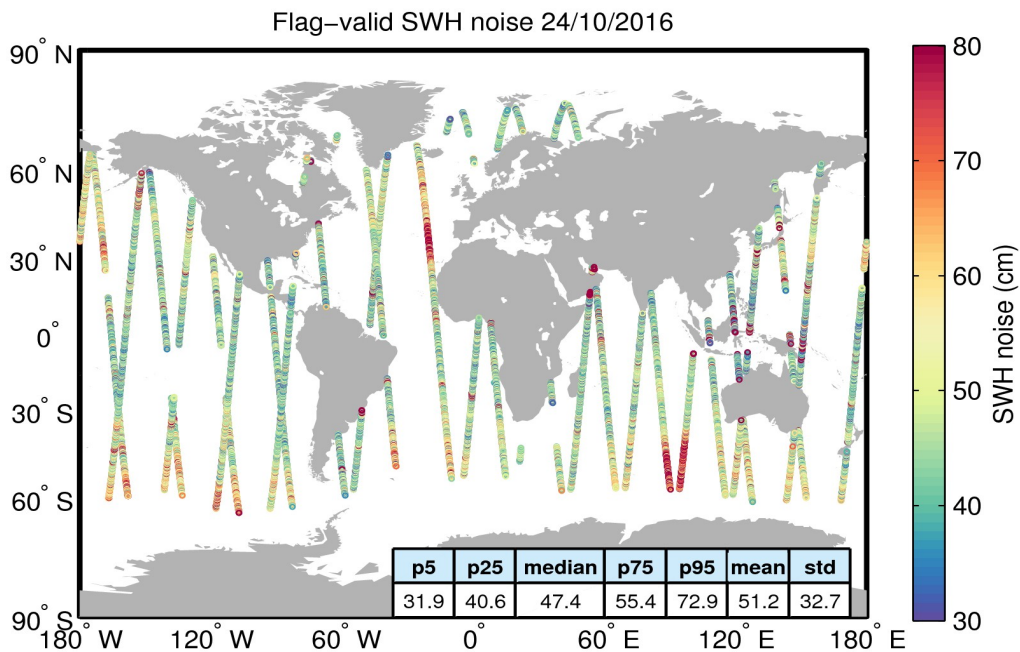 Flag−valid SWH noise 24/10/2016
90° N
60° N
30° N
0°
30° S
60° S
90° S
180° W
120° W
60° W
0°
60° E
120° E
180° E
80
70
60
50
40
30
SWH noise (cm)
p5 p25 median p75 p95 mean std
31.9 40.6 47.4 55.4 72.9 51.2 32.7